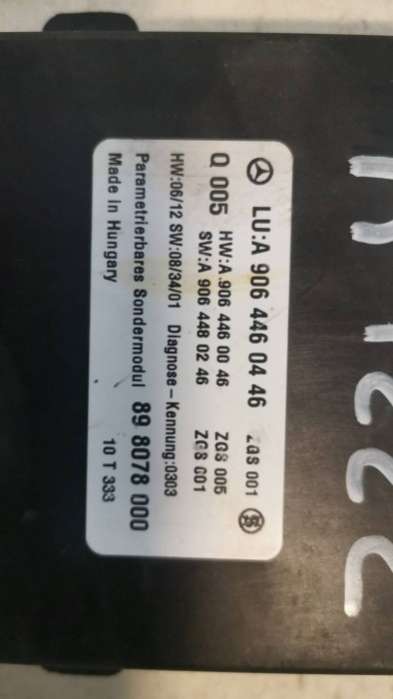 LU:A 906 446 04 46 ZGS 001
Q 005 HW:A 906 446 00 46 ZGS 005
SW:A 906 448 02 46 ZGS 001
HW:06/12 SW:08/34/01 Diagnose-Kennung:0303
Parametrierbares Sondermodul 89 8078 000
Made in Hungary 10 T 333